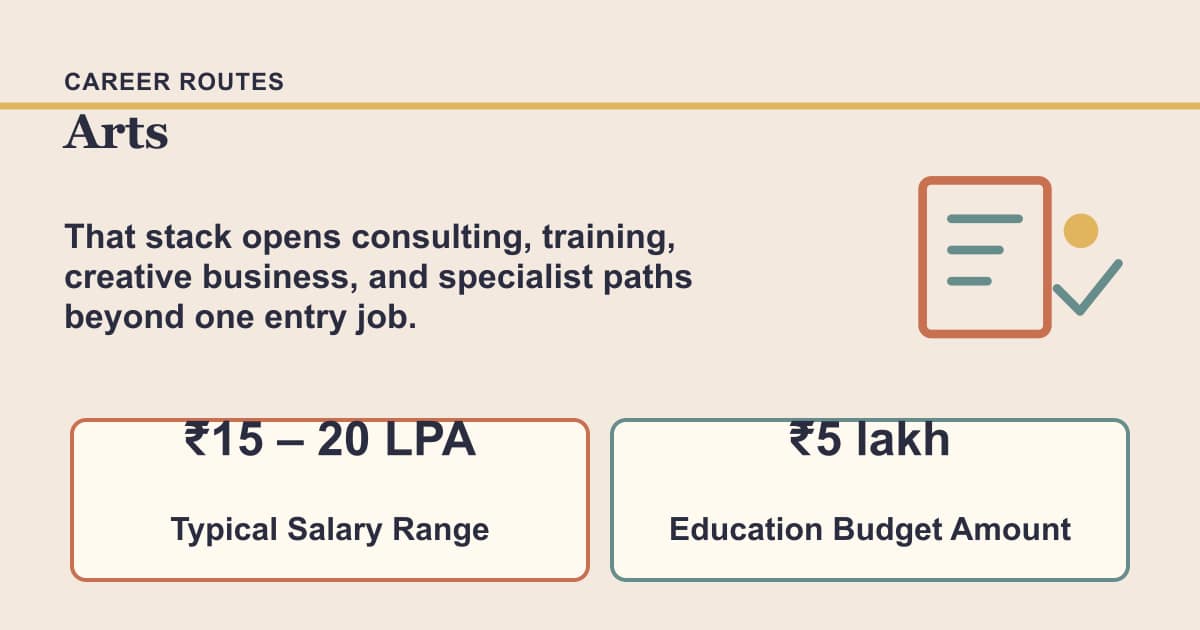 CAREER ROUTES
Arts
That stack opens consulting, training,
creative business, and specialist paths
beyond one entry job.
₹15 – 20 LPA
Typical Salary Range
₹5 lakh
Education Budget Amount